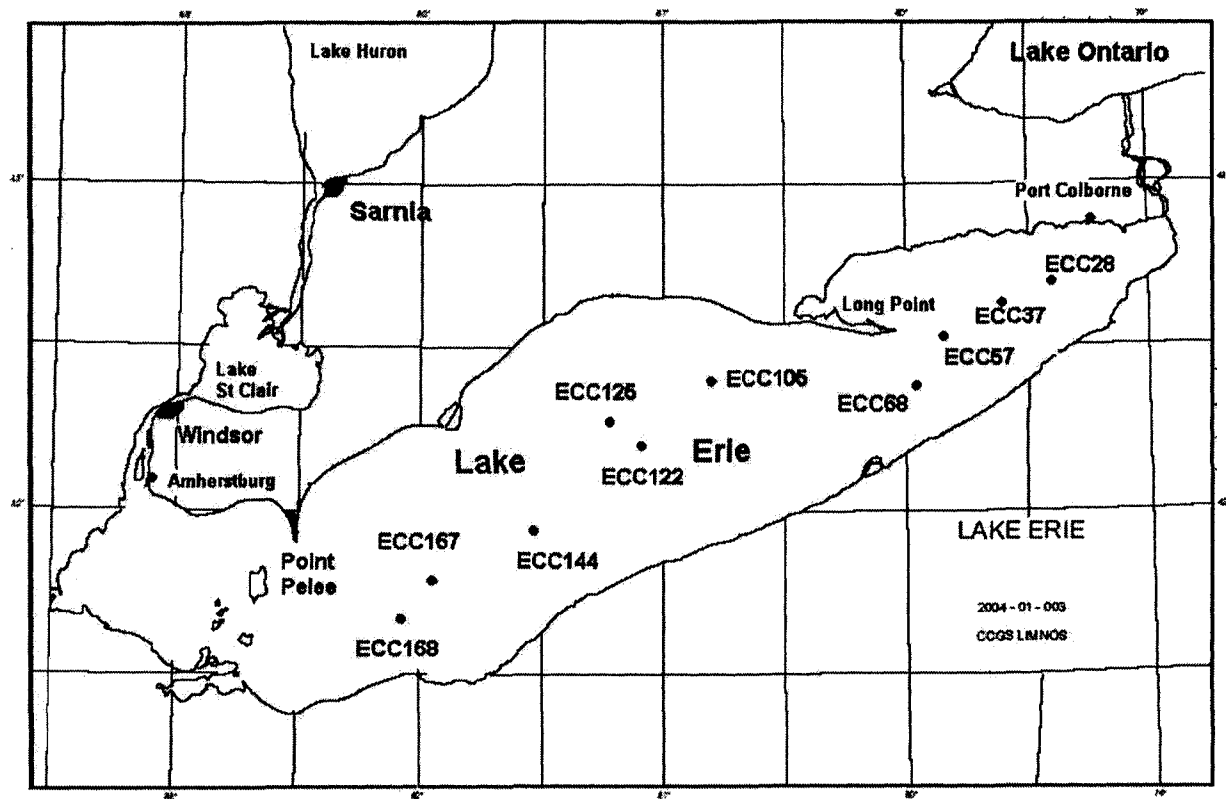 Lake Huron
Lake Ontario
Sarnia
Port Colborne
ECC28
ECC37
Long Point
ECC57
Lake
St Clair
ECC105
ECC125
ECC68
Windsor
Lake
Erie
ECC122
Amherstburg
LAKE ERIE
ECC167
ECC144
Point
Pelee
2004-01-003
CCGS LIMNOS
ECC168